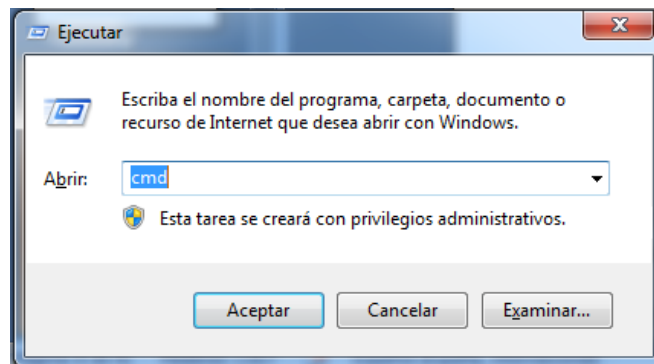 Ejecutar
Escriba el nombre del programa, carpeta, documento o
recurso de Internet que desea abrir con Windows.
Abrir: cmd
Esta tarea se creará con privilegios administrativos.
Aceptar Cancelar Examinar...